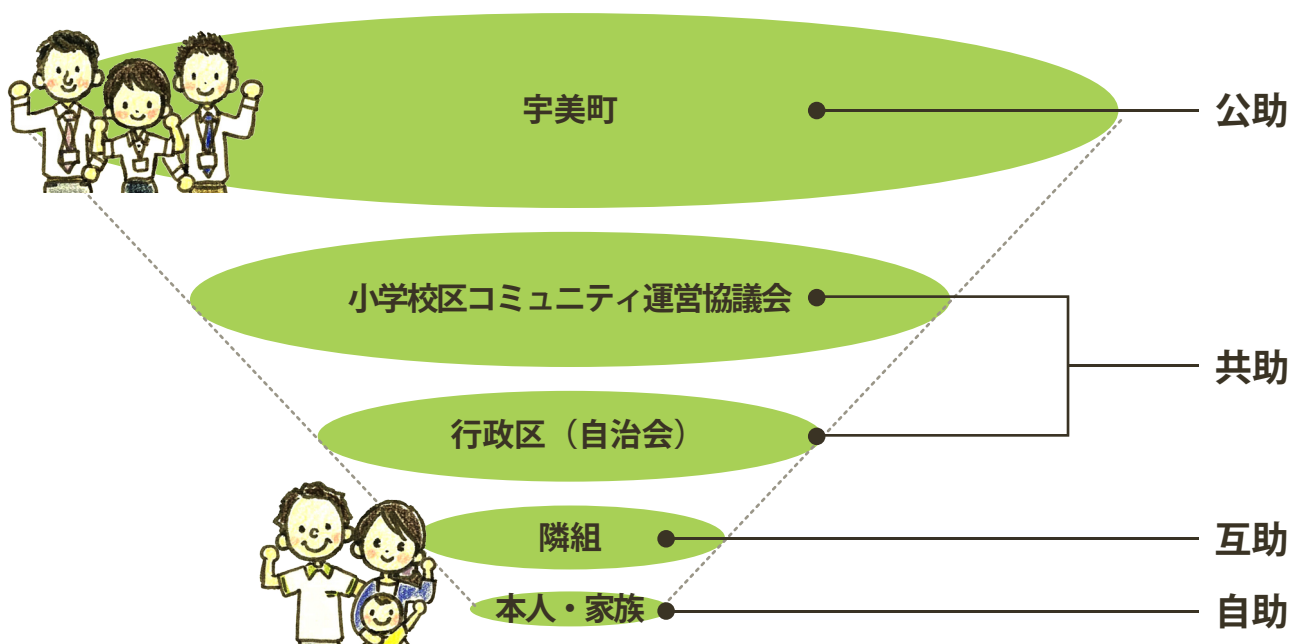 宇美町
公助
小学校区コミュニティ運営協議会
共助
行政区（自治会）
隣組
互助
本人・家族
自助